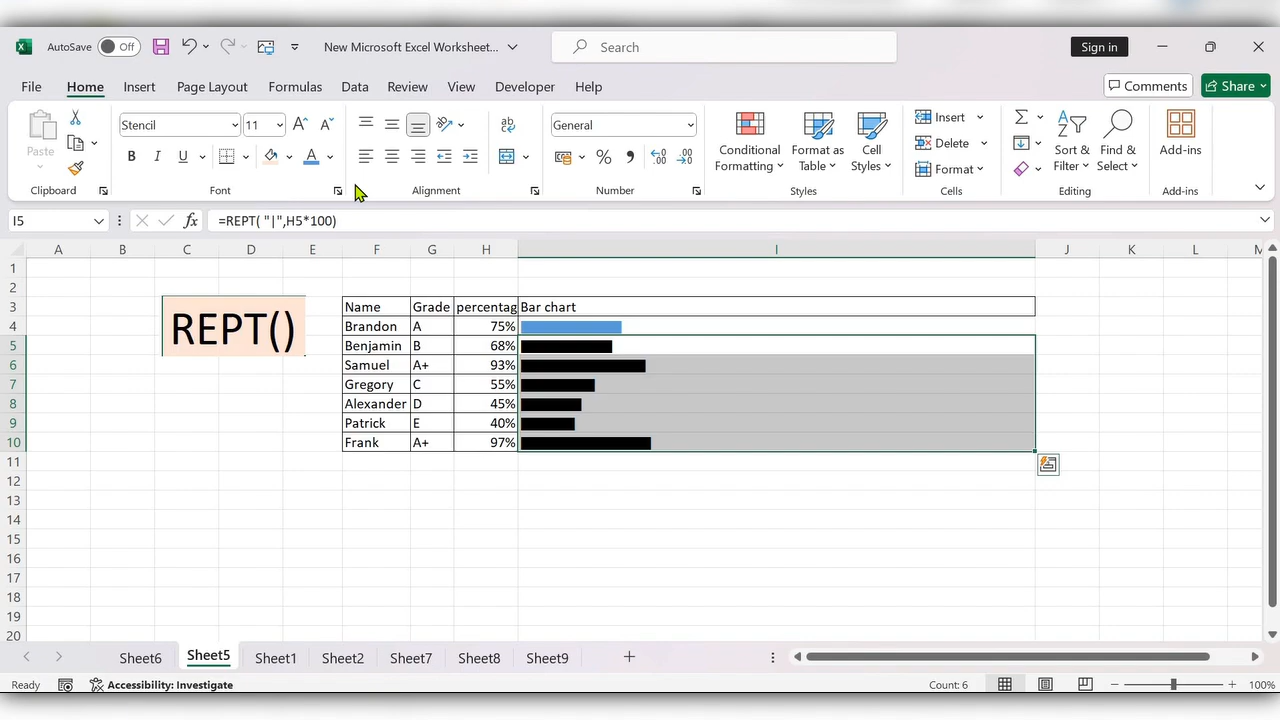 AutoSave Off New Microsoft Excel Worksheet... Search Sign in
File Home Insert Page Layout Formulas Data Review View Developer Help Comments Share
Paste Stencil 11 General Conditional Formatting Format as Table Cell Styles Insert Delete Format Sort & Filter Find & Select Add-ins
Clipboard Font Alignment Number Styles Cells Editing Add-ins
I5 fx =REPT( "|",H5*100)
A B C D E F G H I J K L M
1
2
3 Name Grade percentag Bar chart
REPT()
4 Brandon A 75%
5 Benjamin B 68%
6 Samuel A+ 93%
7 Gregory C 55%
8 Alexander D 45%
9 Patrick E 40%
10 Frank A+ 97%
11
12
13
14
15
16
17
18
19
20
Sheet6 Sheet5 Sheet1 Sheet2 Sheet7 Sheet8 Sheet9
Ready Accessibility: Investigate Count: 6 100%